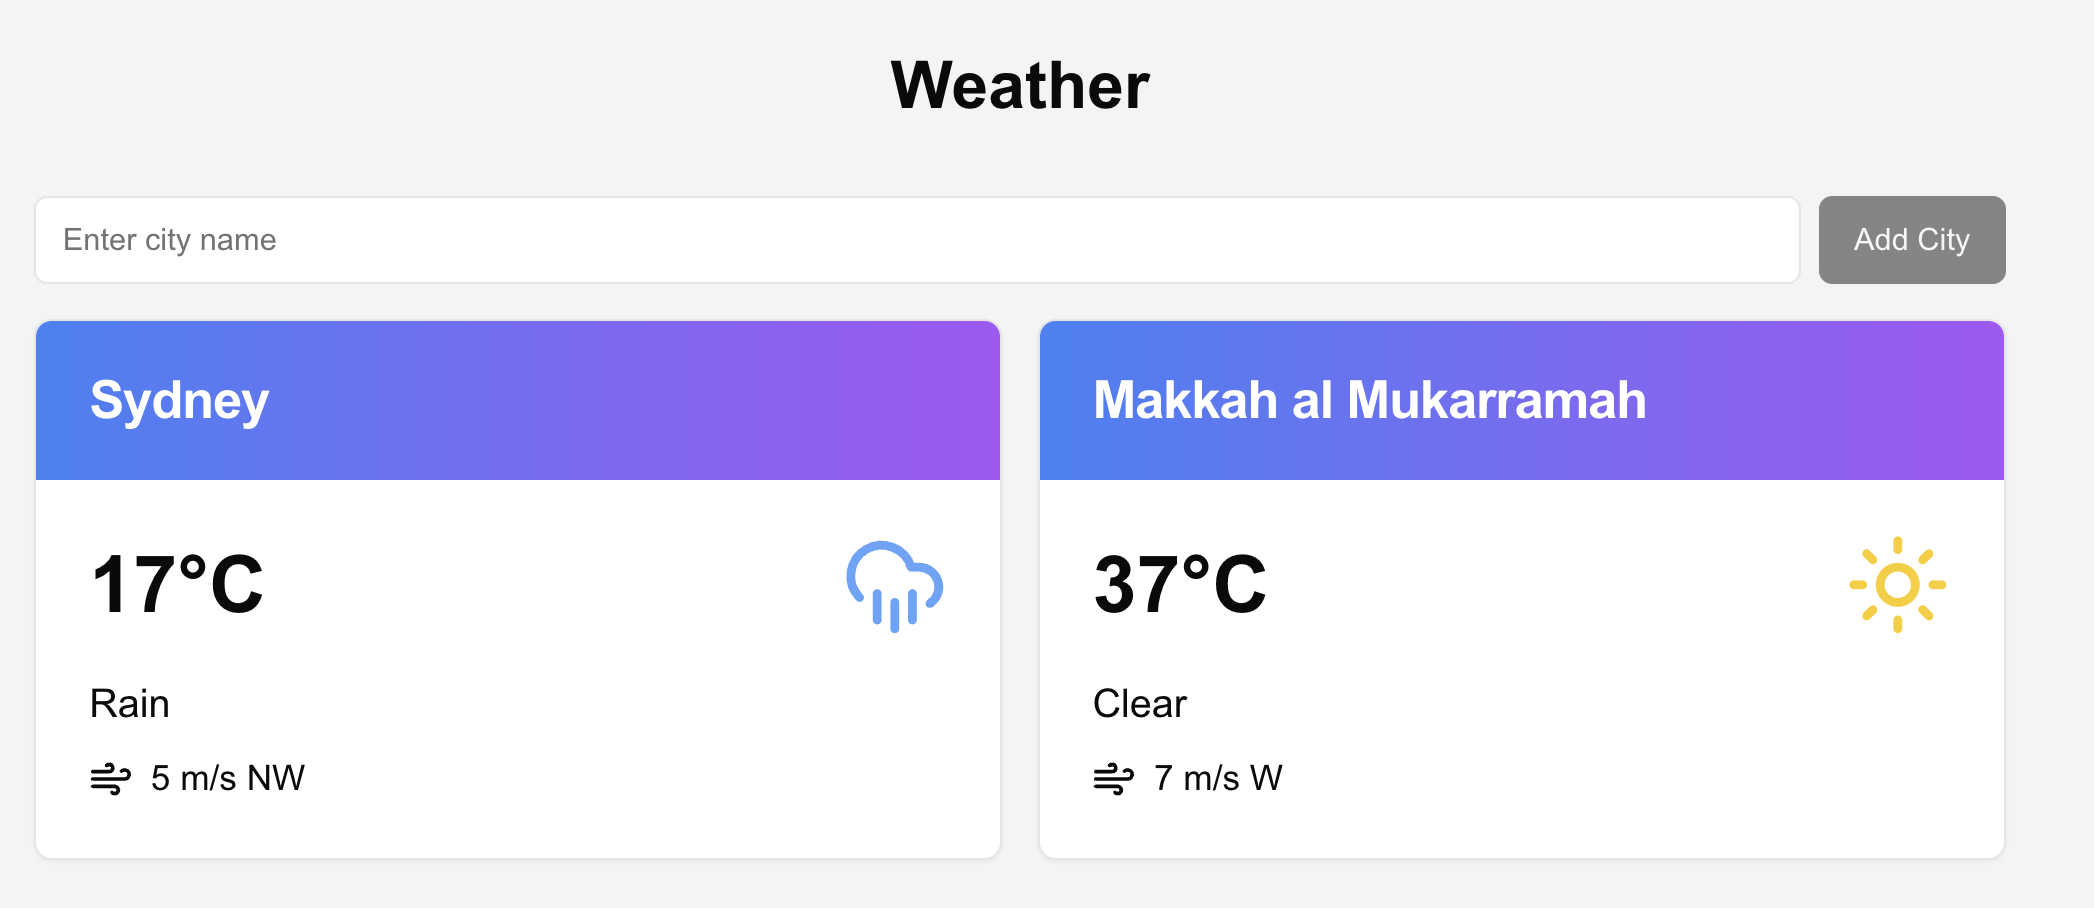 Weather
Enter city name
Add City
Sydney
17°C
Rain
5 m/s NW
Makkah al Mukarramah
37°C
Clear
7 m/s W